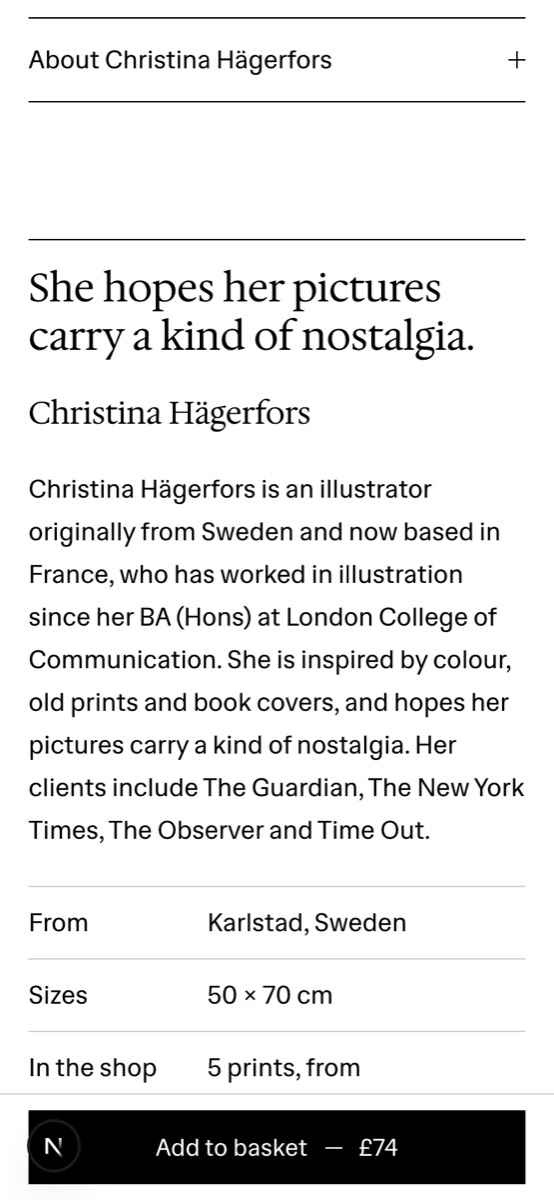 About Christina Hägerfors +
She hopes her pictures
carry a kind of nostalgia.
Christina Hägerfors
Christina Hägerfors is an illustrator
originally from Sweden and now based in
France, who has worked in illustration
since her BA (Hons) at London College of
Communication. She is inspired by colour,
old prints and book covers, and hopes her
pictures carry a kind of nostalgia. Her
clients include The Guardian, The New York
Times, The Observer and Time Out.
From Karlstad, Sweden
Sizes 50 × 70 cm
In the shop 5 prints, from
N Add to basket — £74